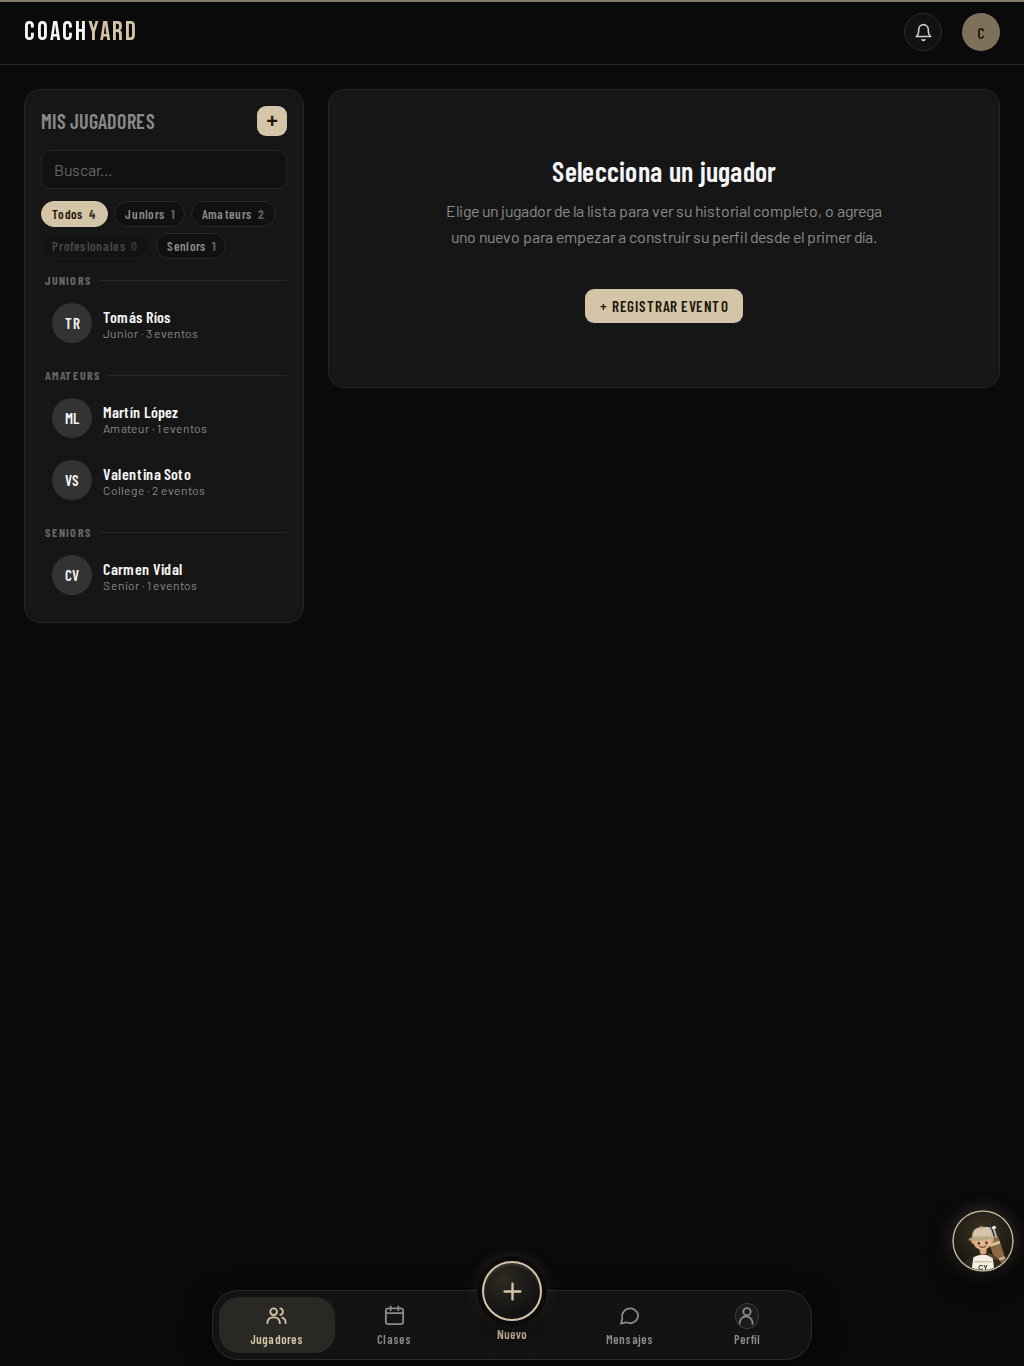 COACHYARD
C
MIS JUGADORES
+
Buscar...
Todos 4
Juniors 1
Amateurs 2
Profesionales 0
Seniors 1
JUNIORS
TR
Tomás Ríos
Junior · 3 eventos
AMATEURS
ML
Martín López
Amateur · 1 eventos
VS
Valentina Soto
College · 2 eventos
SENIORS
CV
Carmen Vidal
Senior · 1 eventos
Selecciona un jugador
Elige un jugador de la lista para ver su historial completo, o agrega
uno nuevo para empezar a construir su perfil desde el primer día.
+ REGISTRAR EVENTO
CY
Jugadores
Clases
Nuevo
Mensajes
Perfil